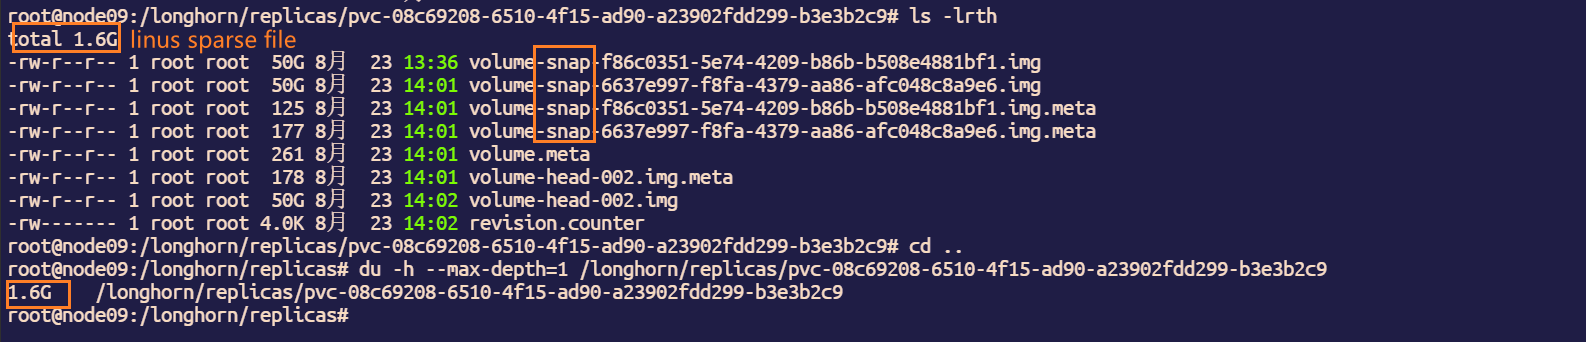 root@node09:/longhorn/replicas/pvc-08c69208-6510-4f15-ad90-a23902fdd299-b3e3b2c9# ls -lrth
total 1.6G linus sparse file
-rw-r--r-- 1 root root  50G 8月  23 13:36 volume-snap-f86c0351-5e74-4209-b86b-b508e4881bf1.img
-rw-r--r-- 1 root root  50G 8月  23 14:01 volume-snap-6637e997-f8fa-4379-aa86-afc048c8a9e6.img
-rw-r--r-- 1 root root  125 8月  23 14:01 volume-snap-f86c0351-5e74-4209-b86b-b508e4881bf1.img.meta
-rw-r--r-- 1 root root  177 8月  23 14:01 volume-snap-6637e997-f8fa-4379-aa86-afc048c8a9e6.img.meta
-rw-r--r-- 1 root root  261 8月  23 14:01 volume.meta
-rw-r--r-- 1 root root  178 8月  23 14:01 volume-head-002.img.meta
-rw-r--r-- 1 root root  50G 8月  23 14:02 volume-head-002.img
-rw------- 1 root root 4.0K 8月  23 14:02 revision.counter
root@node09:/longhorn/replicas/pvc-08c69208-6510-4f15-ad90-a23902fdd299-b3e3b2c9# cd ..
root@node09:/longhorn/replicas# du -h --max-depth=1 /longhorn/replicas/pvc-08c69208-6510-4f15-ad90-a23902fdd299-b3e3b2c9
1.6G    /longhorn/replicas/pvc-08c69208-6510-4f15-ad90-a23902fdd299-b3e3b2c9
root@node09:/longhorn/replicas#